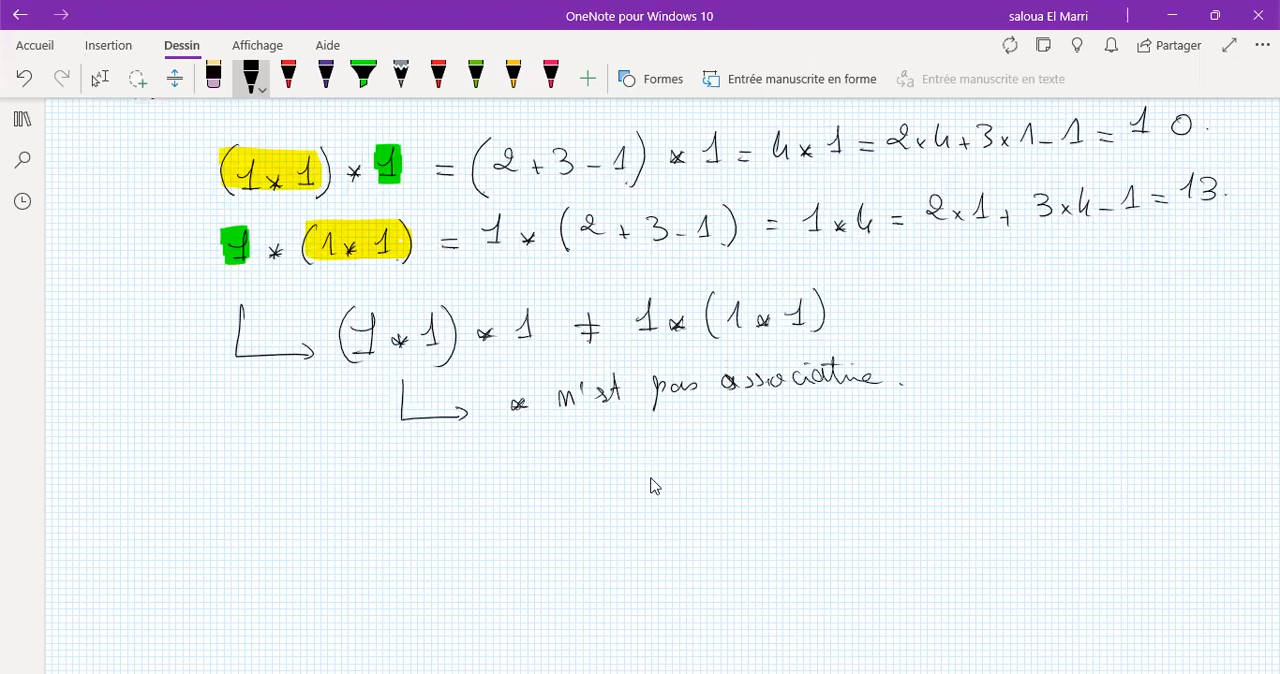 OneNote pour Windows 10
saloua El Marri
Accueil Insertion Dessin Affichage Aide
Partager
Formes Entrée manuscrite en forme Entrée manuscrite en texte
(1 * 1) * 1 = (2 + 3 - 1) * 1 = 4 * 1 = 2 × 4 + 3 × 1 - 1 = 10.
1 * (1 * 1) = 1 * (2 + 3 - 1) = 1 * 4 = 2 × 1 + 3 × 4 - 1 = 13.
(1 * 1) * 1 ≠ 1 * (1 * 1)
* n'est pas associative.